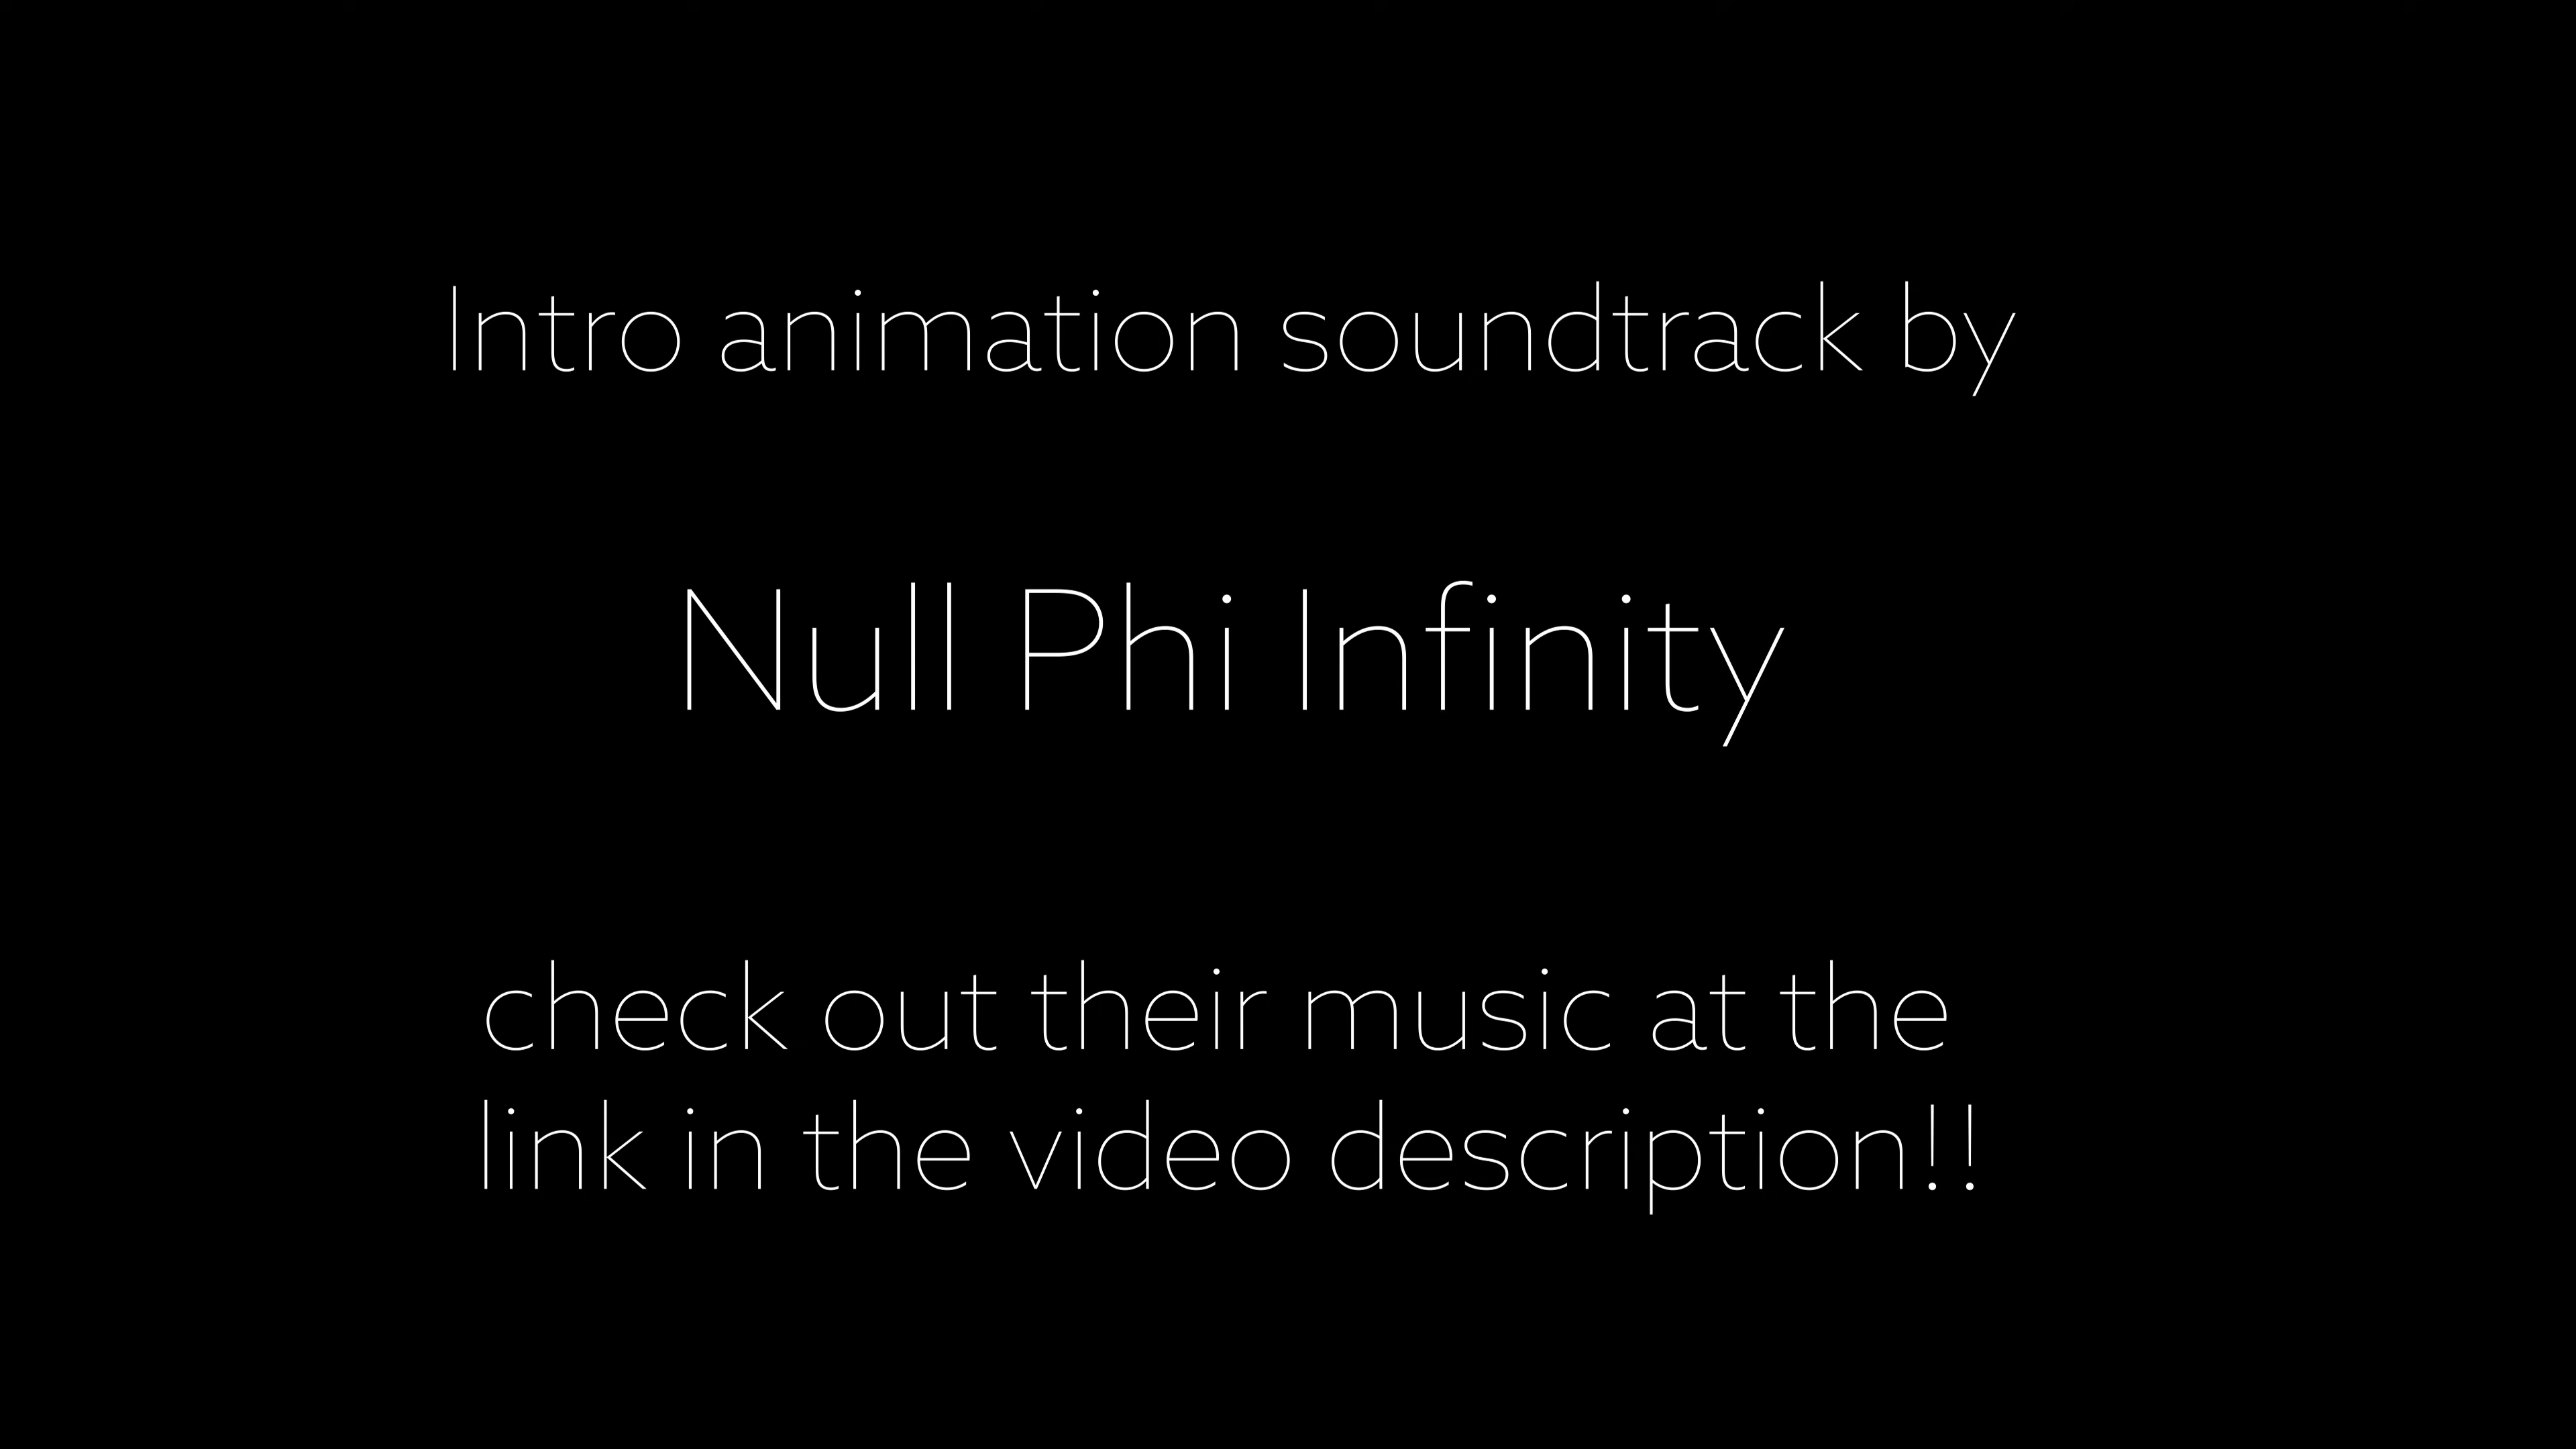 Intro animation soundtrack by
Null Phi Infinity
check out their music at the
link in the video description!!